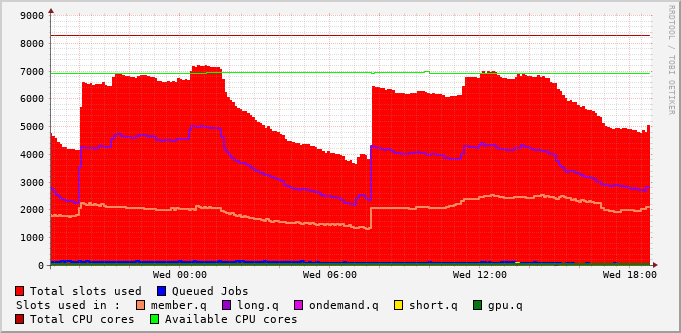 9000
8000
7000
6000
5000
4000
3000
2000
1000
0
Wed 00:00 Wed 06:00 Wed 12:00 Wed 18:00
Total slots used Queued Jobs
Slots used in : member.q long.q ondemand.q short.q gpu.q
Total CPU cores Available CPU cores
RRDTOOL / TOBI OETIKER